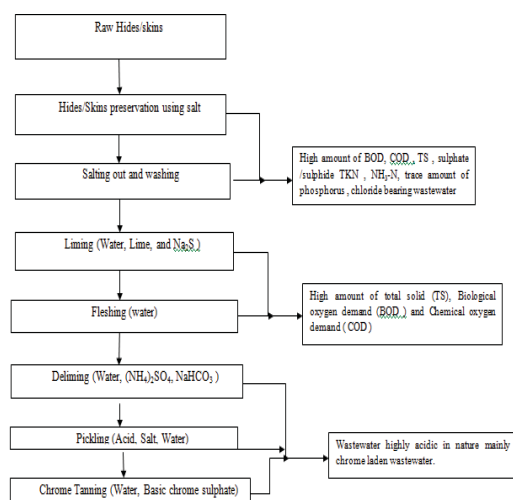 Raw Hides/skins
Hides/Skins preservation using salt
Salting out and washing
High amount of BOD, COD , TS , sulphate
/sulphide TKN , NH₃-N, trace amount of
phosphorus , chloride bearing wastewater
Liming (Water, Lime, and Na₂S )
Fleshing (water)
High amount of total solid (TS), Biological
oxygen demand (BOD ) and Chemical oxygen
demand ( COD )
Deliming (Water, (NH₄)₂SO₄, NaHCO₃ )
Pickling (Acid, Salt, Water)
Chrome Tanning (Water, Basic chrome sulphate)
Wastewater highly acidic in nature mainly
chrome laden wastewater.